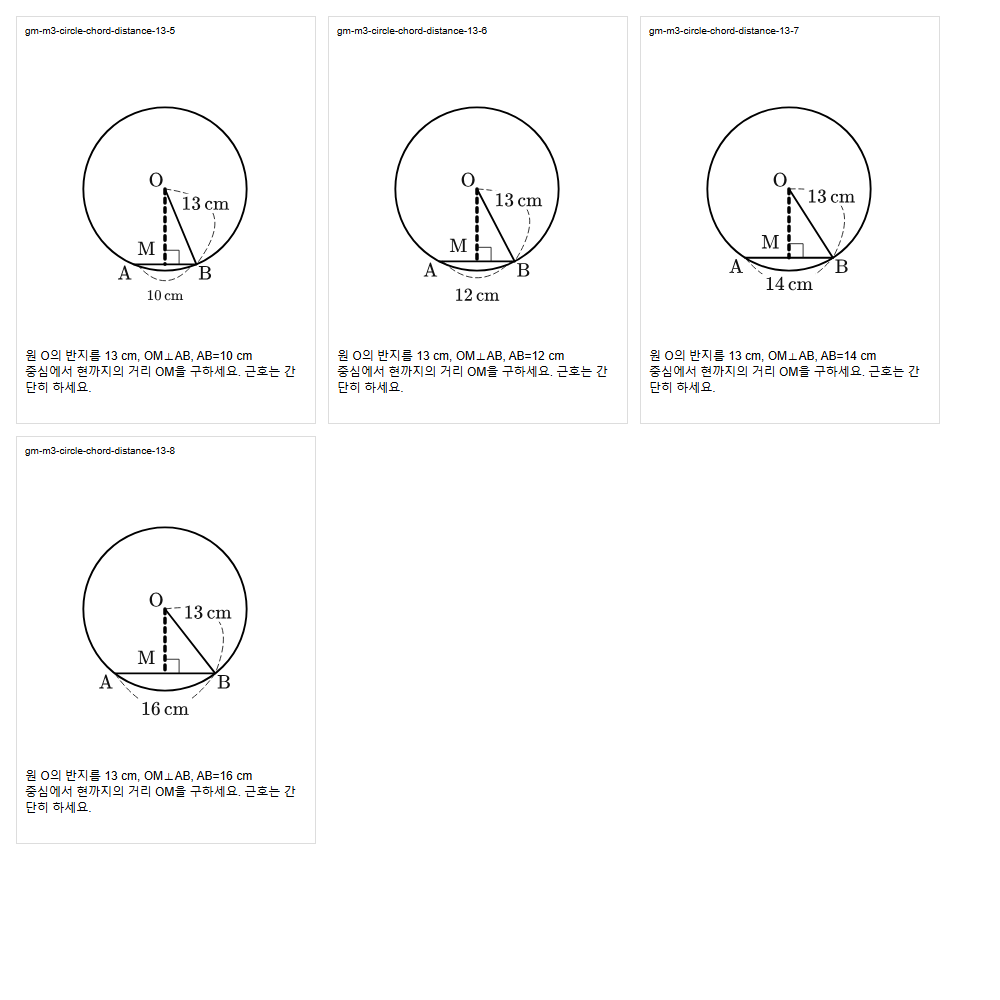 gm-m3-circle-chord-distance-13-5
O
13 cm
M
A
B
10 cm
원 O의 반지름 13 cm, OM⊥AB, AB=10 cm
중심에서 현까지의 거리 OM을 구하세요. 근호는 간
단히 하세요.
gm-m3-circle-chord-distance-13-6
O
13 cm
M
A
B
12 cm
원 O의 반지름 13 cm, OM⊥AB, AB=12 cm
중심에서 현까지의 거리 OM을 구하세요. 근호는 간
단히 하세요.
gm-m3-circle-chord-distance-13-7
O
13 cm
M
A
B
14 cm
원 O의 반지름 13 cm, OM⊥AB, AB=14 cm
중심에서 현까지의 거리 OM을 구하세요. 근호는 간
단히 하세요.
gm-m3-circle-chord-distance-13-8
O
13 cm
M
A
B
16 cm
원 O의 반지름 13 cm, OM⊥AB, AB=16 cm
중심에서 현까지의 거리 OM을 구하세요. 근호는 간
단히 하세요.